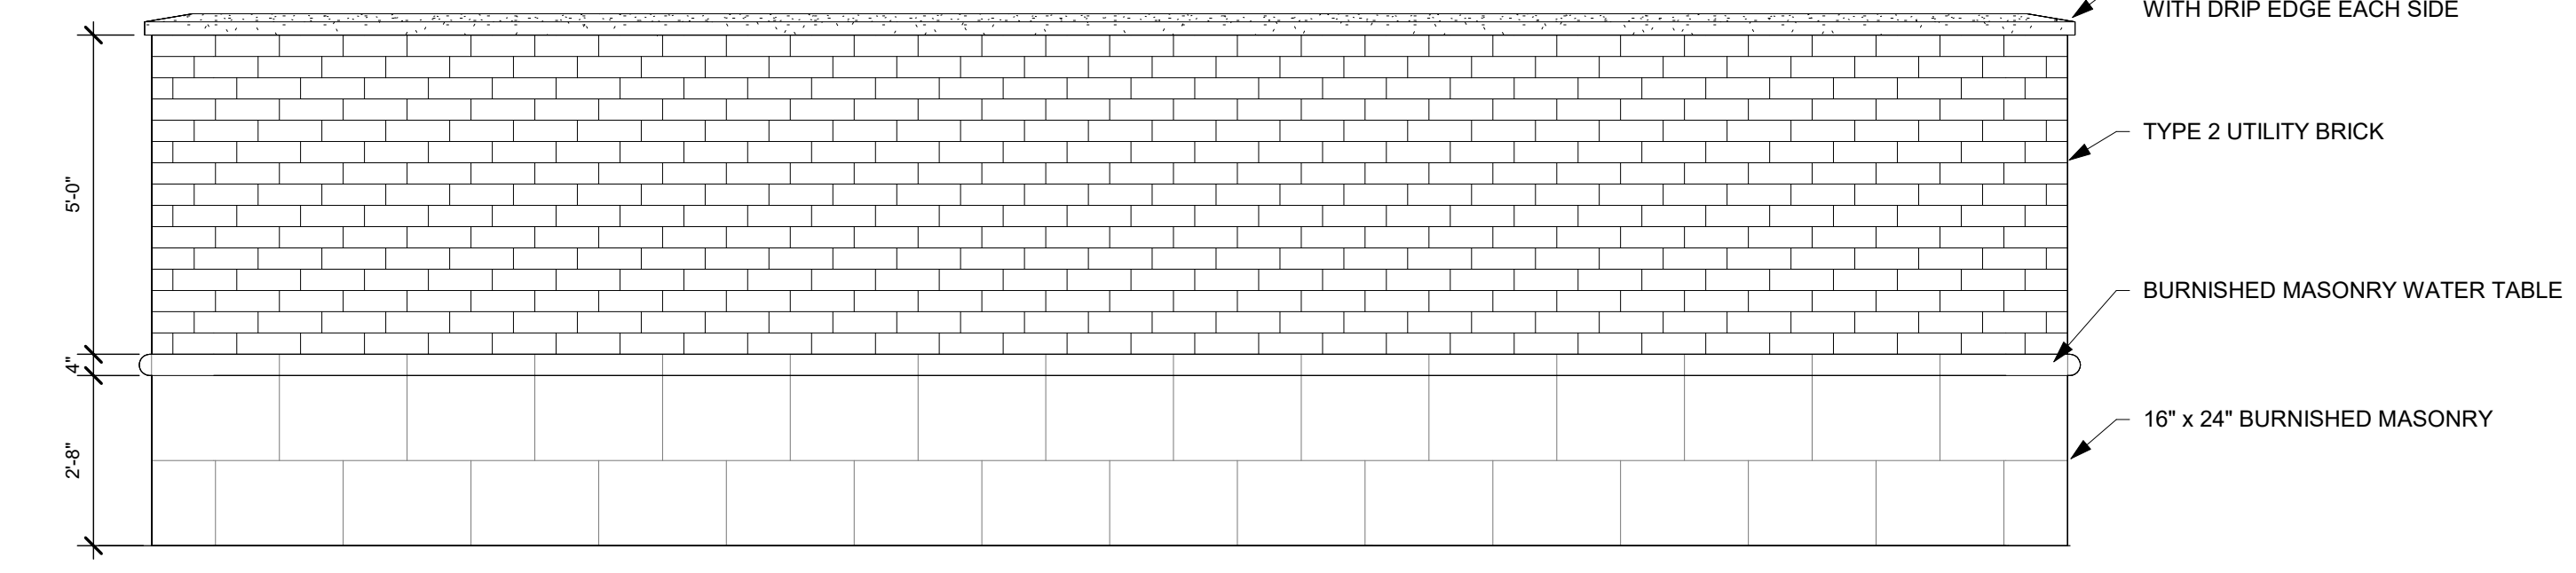 WITH DRIP EDGE EACH SIDE
TYPE 2 UTILITY BRICK
5'-0"
BURNISHED MASONRY WATER TABLE
4"
16" x 24" BURNISHED MASONRY
2'-8"